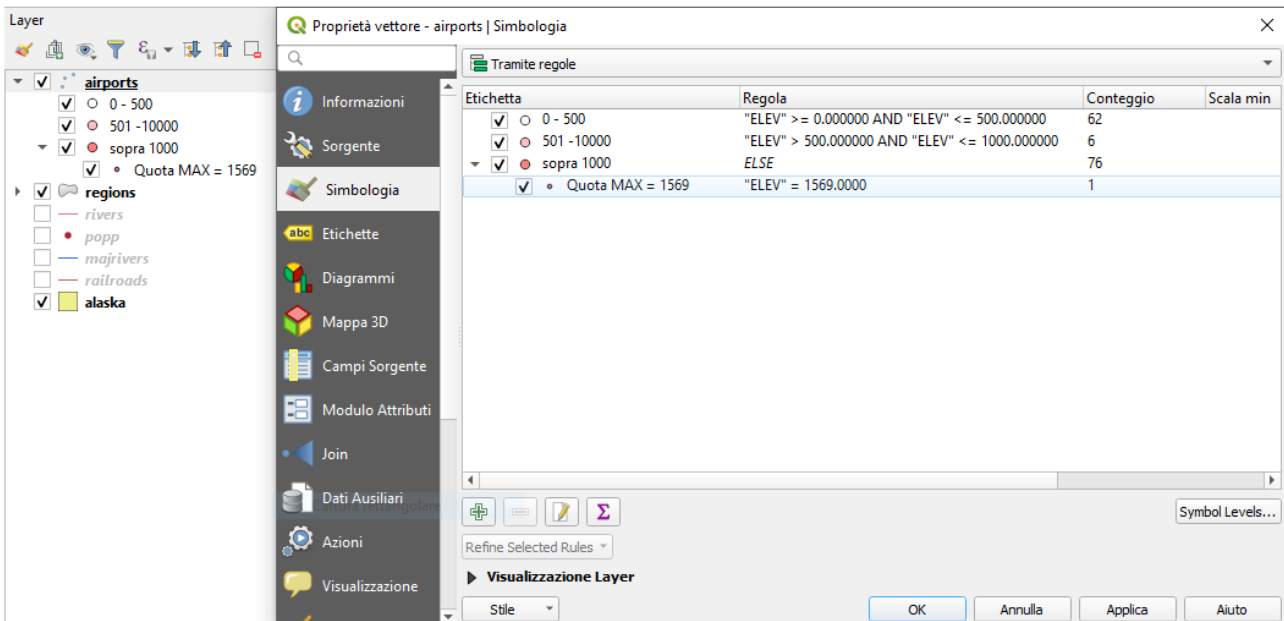 Layer
airports
0 - 500
501 -10000
sopra 1000
Quota MAX = 1569
regions
rivers
popp
majrivers
railroads
alaska
Proprietà vettore - airports | Simbologia
Informazioni
Sorgente
Simbologia
abc Etichette
Diagrammi
Mappa 3D
Campi Sorgente
Modulo Attributi
Join
Dati Ausiliari
Azioni
Visualizzazione
Tramite regole
Etichetta Regola Conteggio Scala min
0 - 500 "ELEV" >= 0.000000 AND "ELEV" <= 500.000000 62
501 -10000 "ELEV" > 500.000000 AND "ELEV" <= 1000.000000 6
sopra 1000 ELSE 76
Quota MAX = 1569 "ELEV" = 1569.0000 1
Symbol Levels...
Refine Selected Rules
Visualizzazione Layer
Stile OK Annulla Applica Aiuto